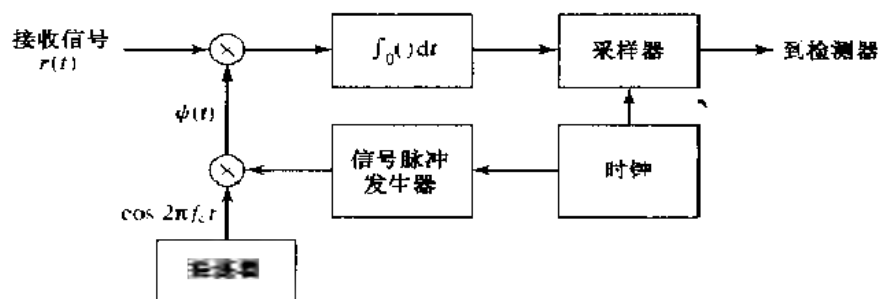 接收信号
r(t)
∫₀( )dt
采样器
到检测器
ψ(t)
信号脉冲
发生器
时钟
cos 2πf_c t